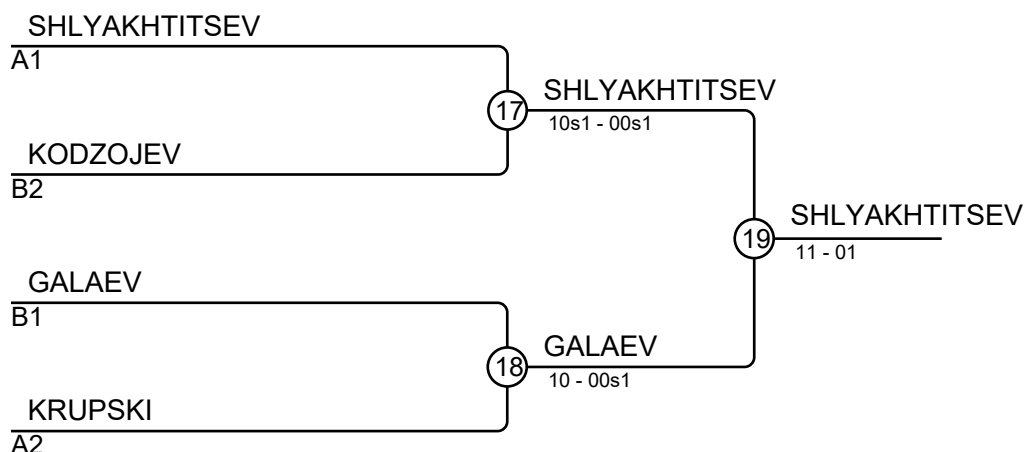 SHLYAKHTITSEV
A1
17
SHLYAKHTITSEV
10s1 - 00s1
KODZOJEV
B2
19
SHLYAKHTITSEV
11 - 01
GALAEV
B1
18
GALAEV
10 - 00s1
KRUPSKI
A2